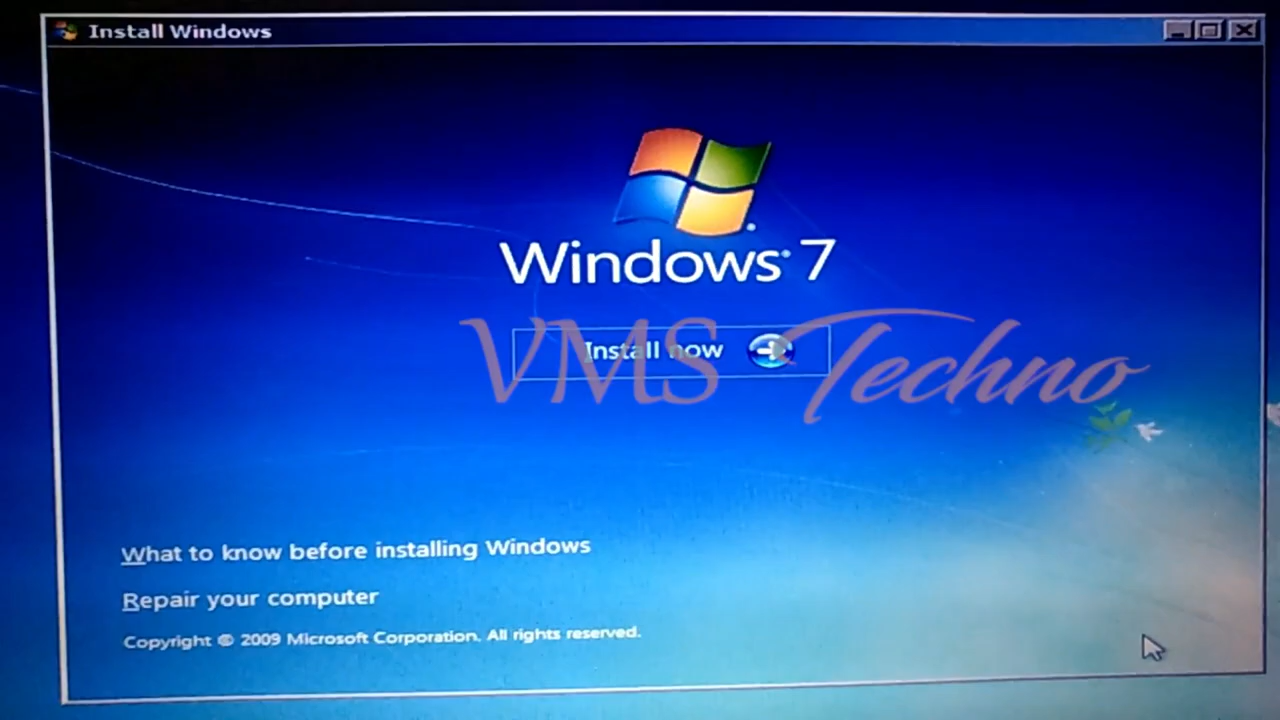 Install Windows
Windows 7
Install now
VMS Techno
What to know before installing Windows
Repair your computer
Copyright © 2009 Microsoft Corporation. All rights reserved.